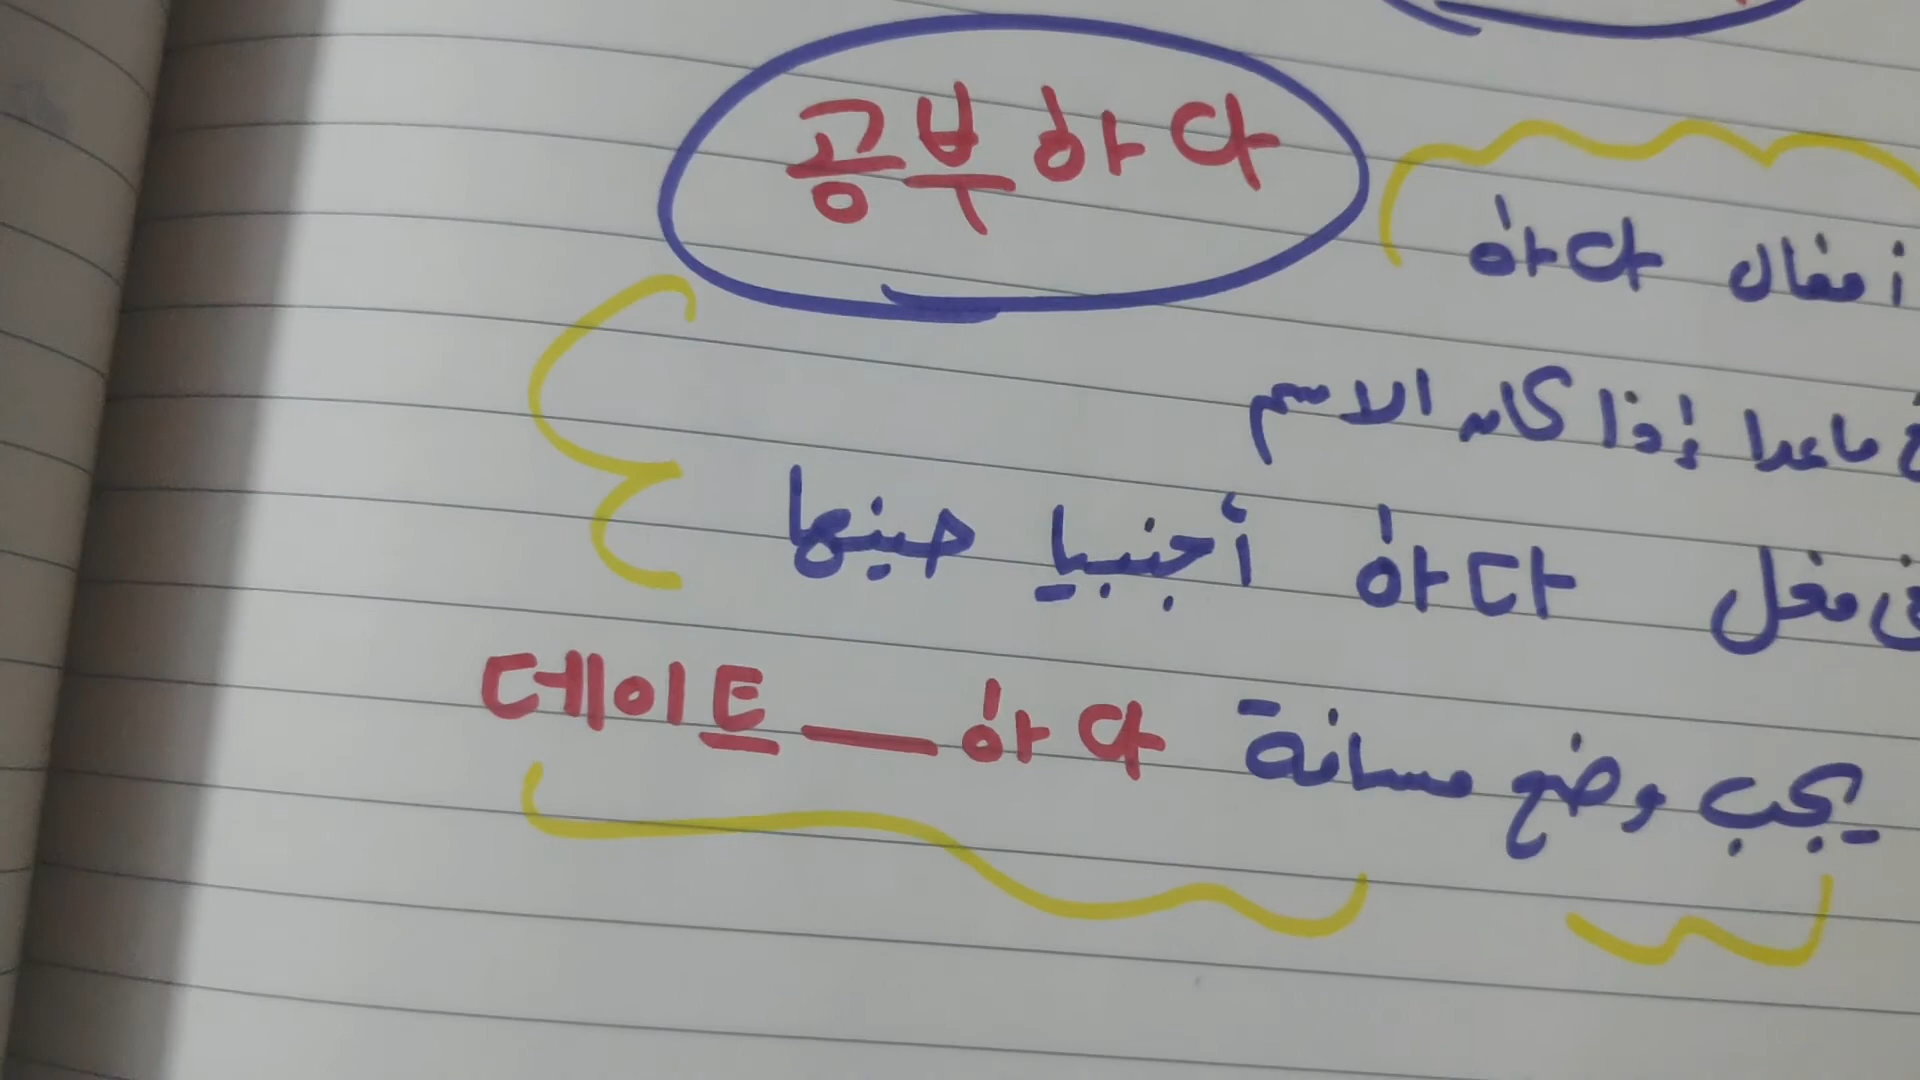 공부하다
أفعال 하다
ماعدا إذا كان الاسم
في فعل 하다 أجنبيا حينها
يجب وضع مسافة 데이트 — 하다